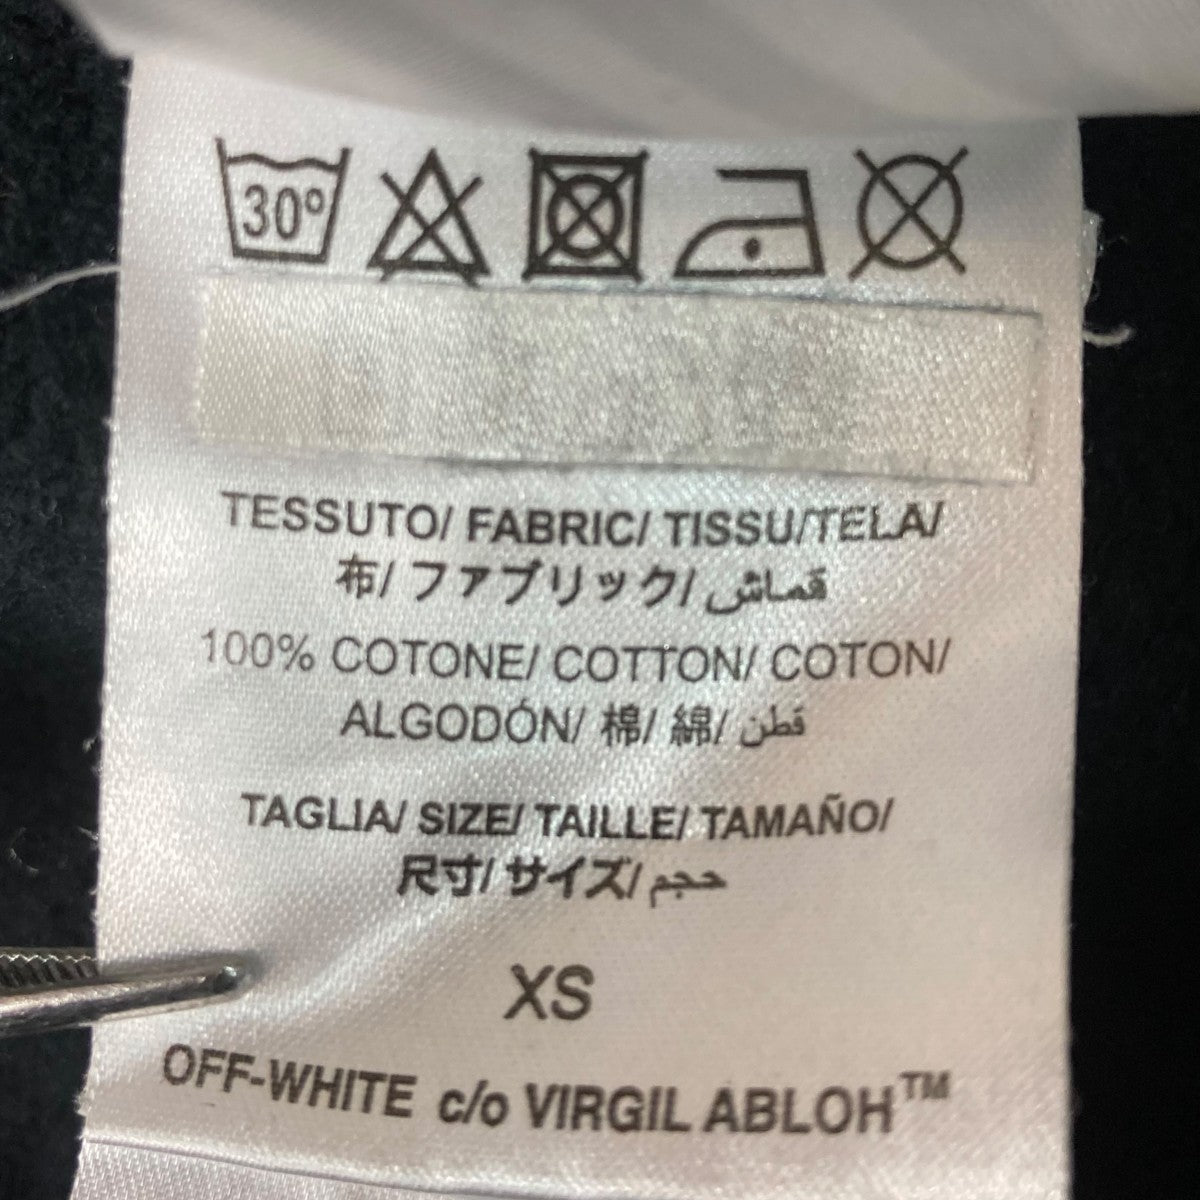 30°
TESSUTO/ FABRIC/ TISSU/TELA/
布/ファブリック/ قماش
100% COTONE/ COTTON/ COTON/
ALGODÓN/ 棉/ 綿/ قطن
TAGLIA/ SIZE/ TAILLE/ TAMAÑO/
尺寸/ サイズ/ حجم
XS
OFF-WHITE c/o VIRGIL ABLOH™